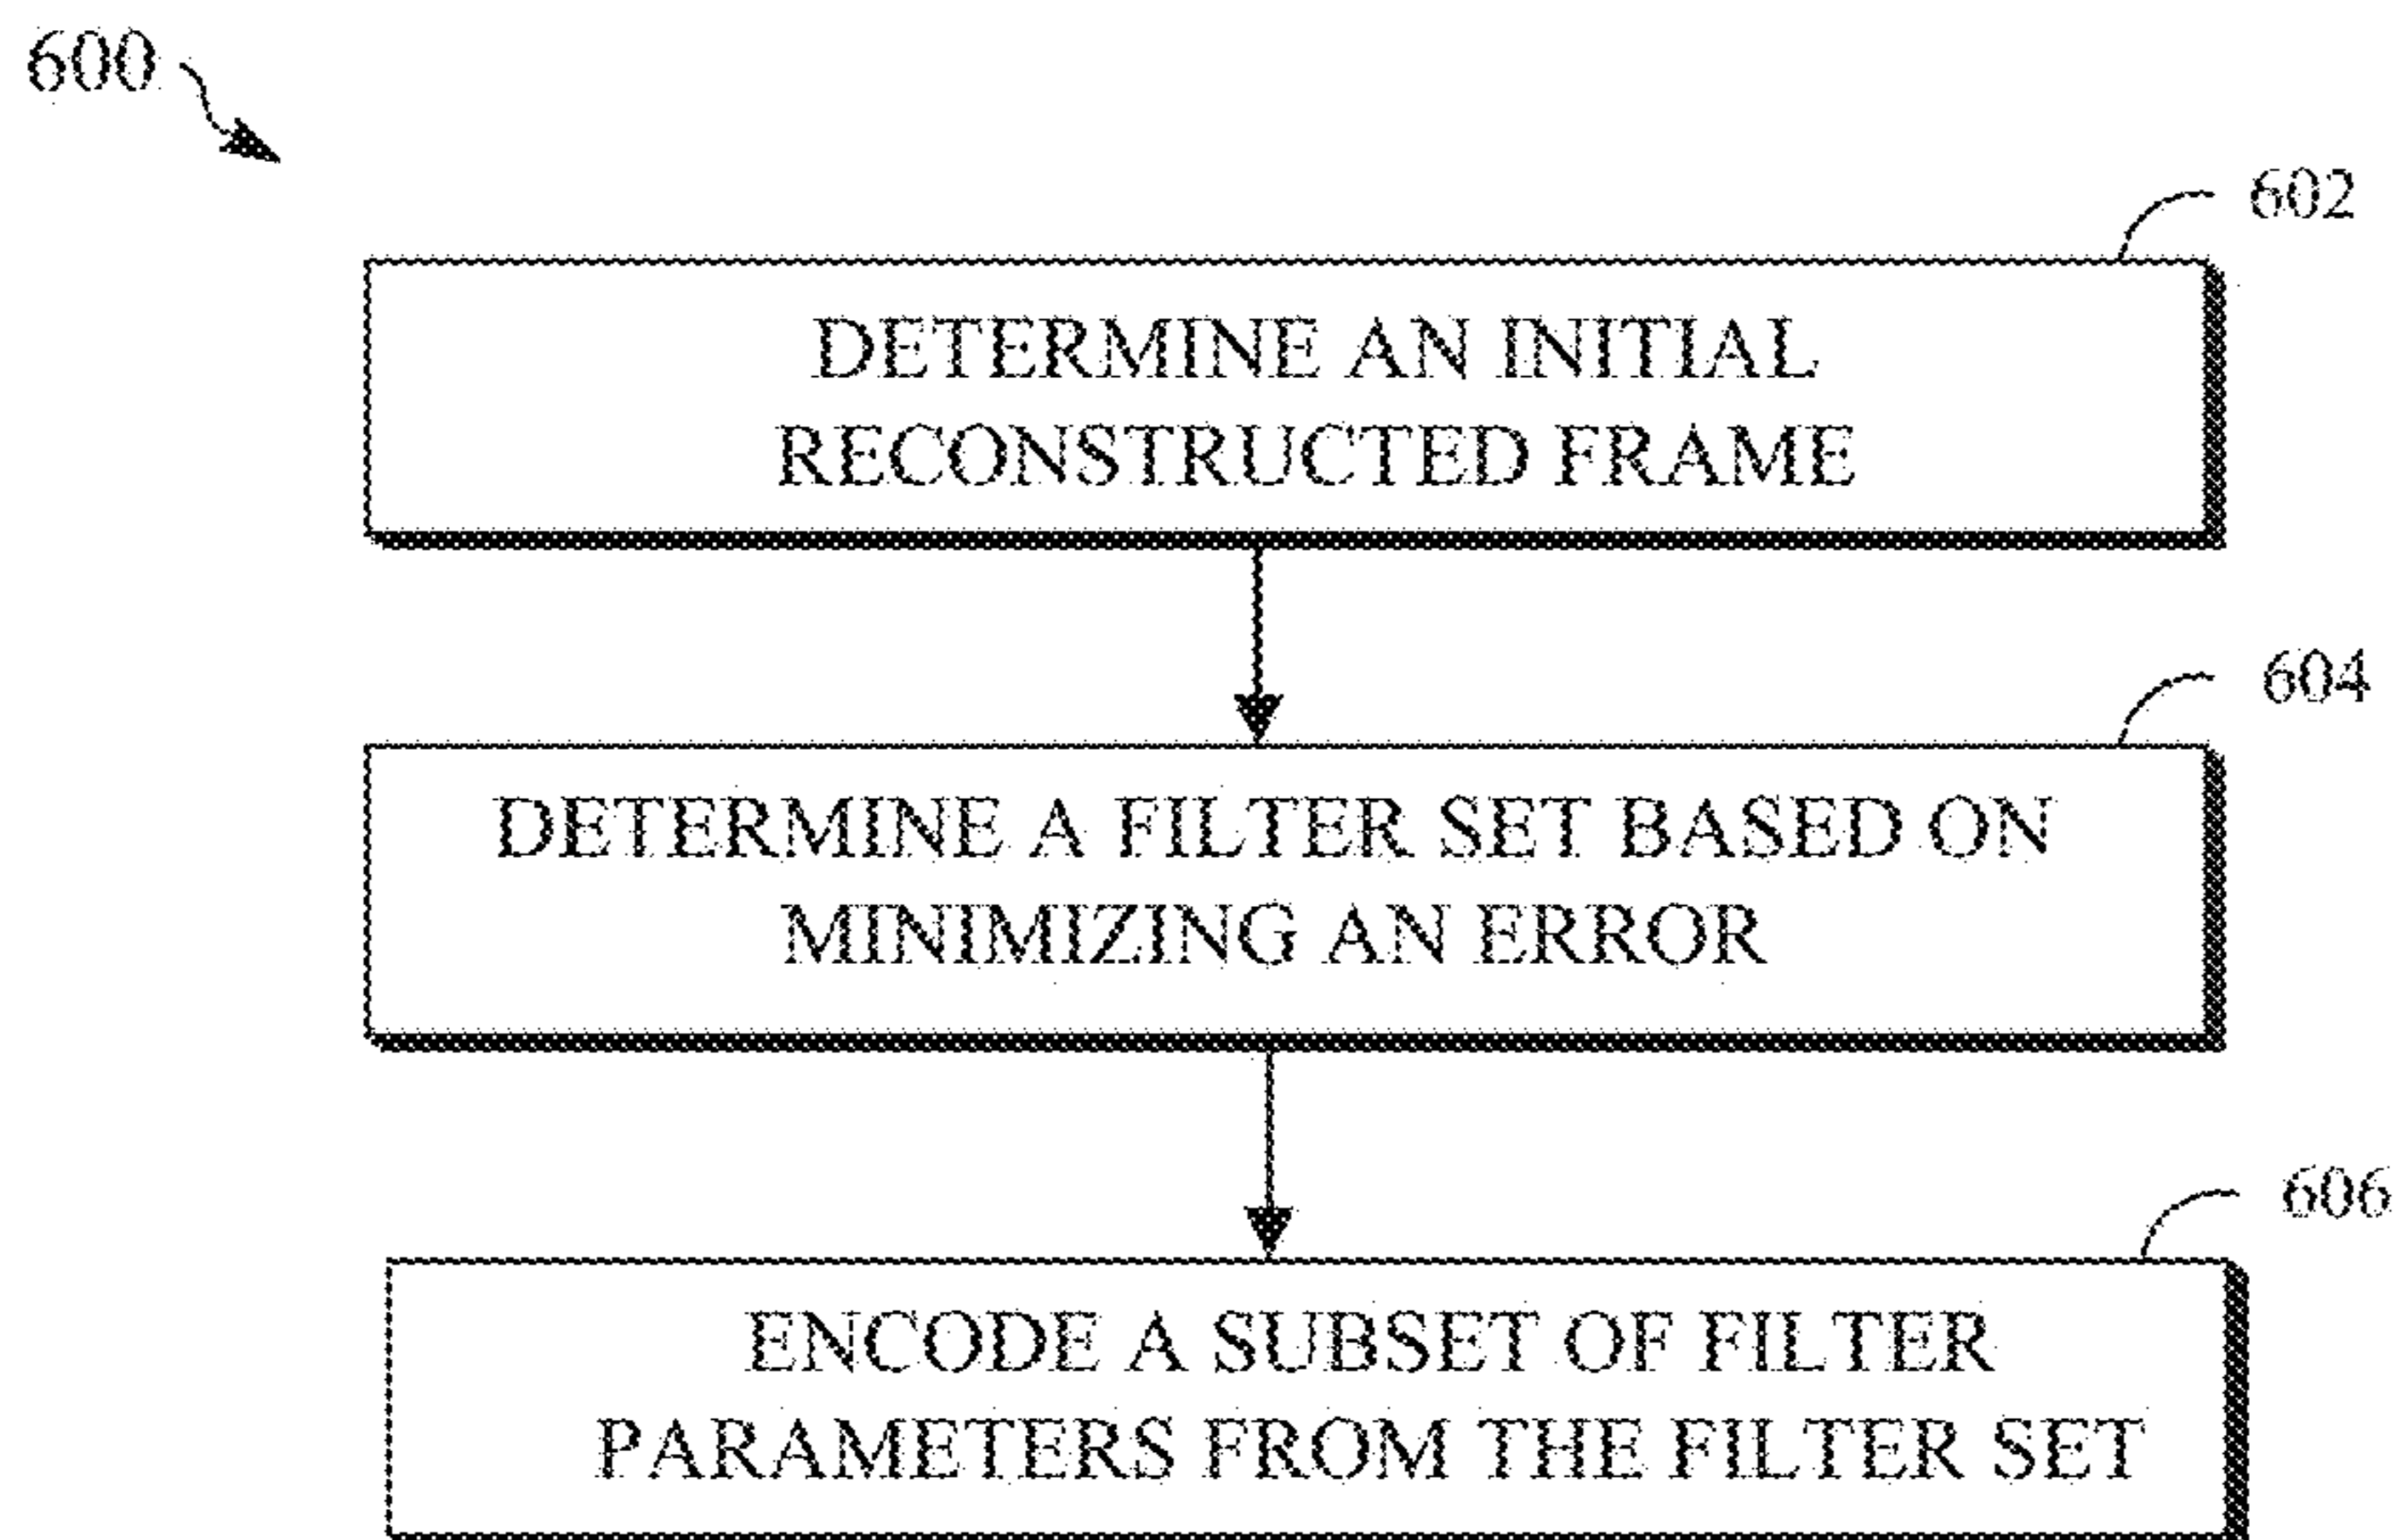 600
602
DETERMINE AN INITIAL
RECONSTRUCTED FRAME
604
DETERMINE A FILTER SET BASED ON
MINIMIZING AN ERROR
606
ENCODE A SUBSET OF FILTER
PARAMETERS FROM THE FILTER SET